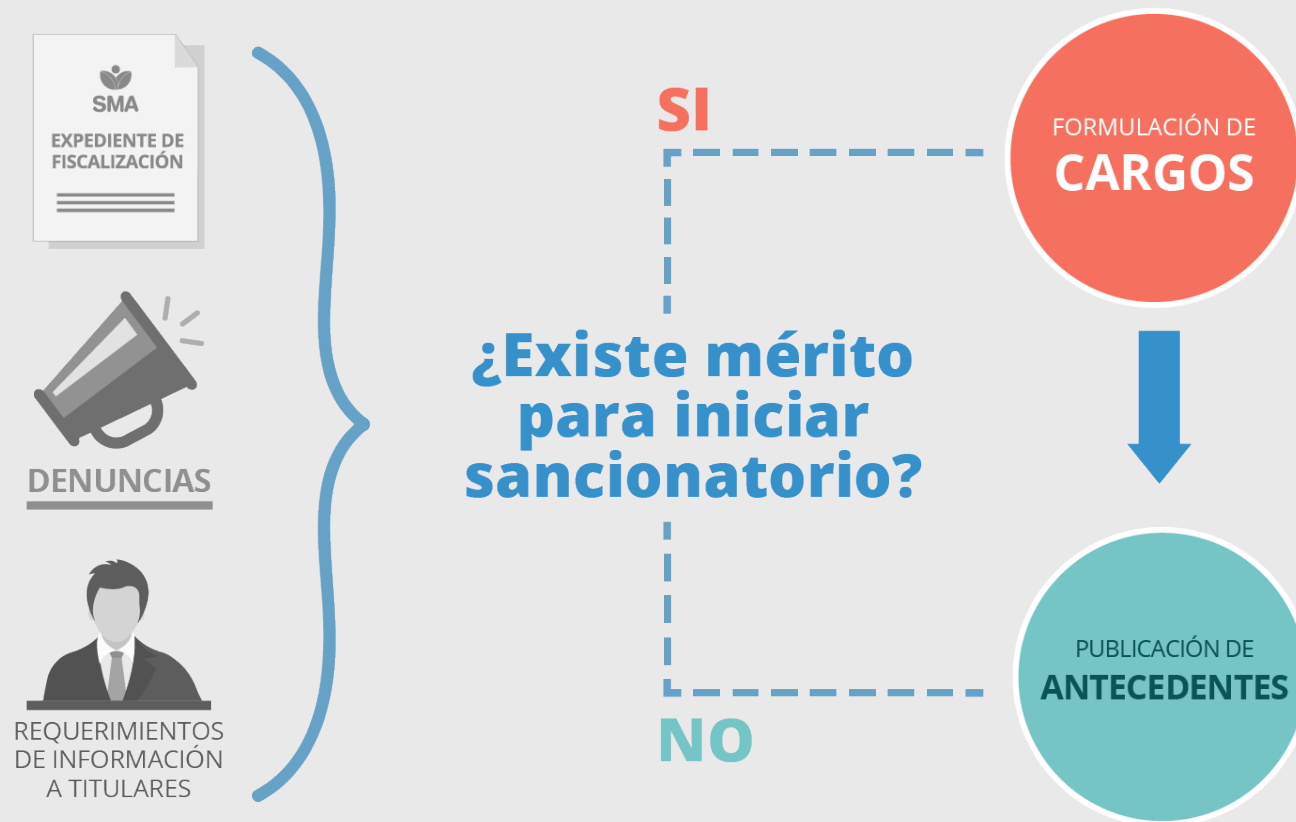 SMA
EXPEDIENTE DE
FISCALIZACIÓN
DENUNCIAS
REQUERIMIENTOS
DE INFORMACIÓN
A TITULARES
SI
¿Existe mérito
para iniciar
sancionatorio?
NO
FORMULACIÓN DE
CARGOS
PUBLICACIÓN DE
ANTECEDENTES